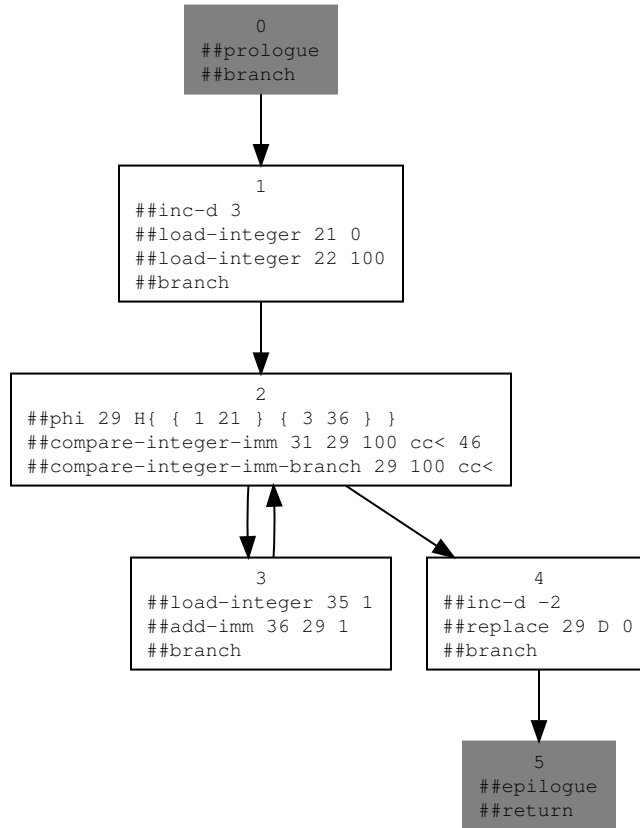 0
##prologue
##branch
1
##inc-d 3
##load-integer 21 0
##load-integer 22 100
##branch
2
##phi 29 H{ { 1 21 } { 3 36 } }
##compare-integer-imm 31 29 100 cc< 46
##compare-integer-imm-branch 29 100 cc<
3
##load-integer 35 1
##add-imm 36 29 1
##branch
4
##inc-d -2
##replace 29 D 0
##branch
5
##epilogue
##return